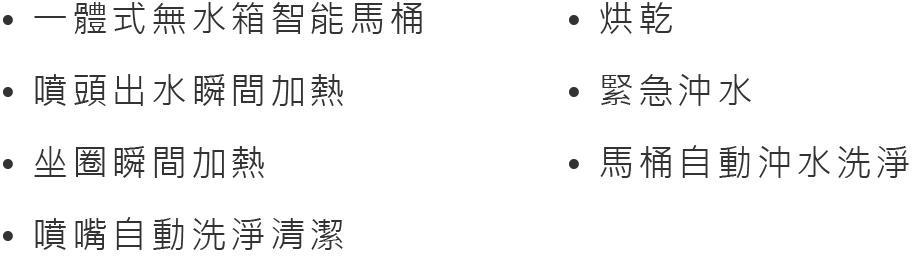 • 一體式無水箱智能馬桶
• 噴頭出水瞬間加熱
• 坐圈瞬間加熱
• 噴嘴自動洗淨清潔
• 烘乾
• 緊急沖水
• 馬桶自動沖水洗淨